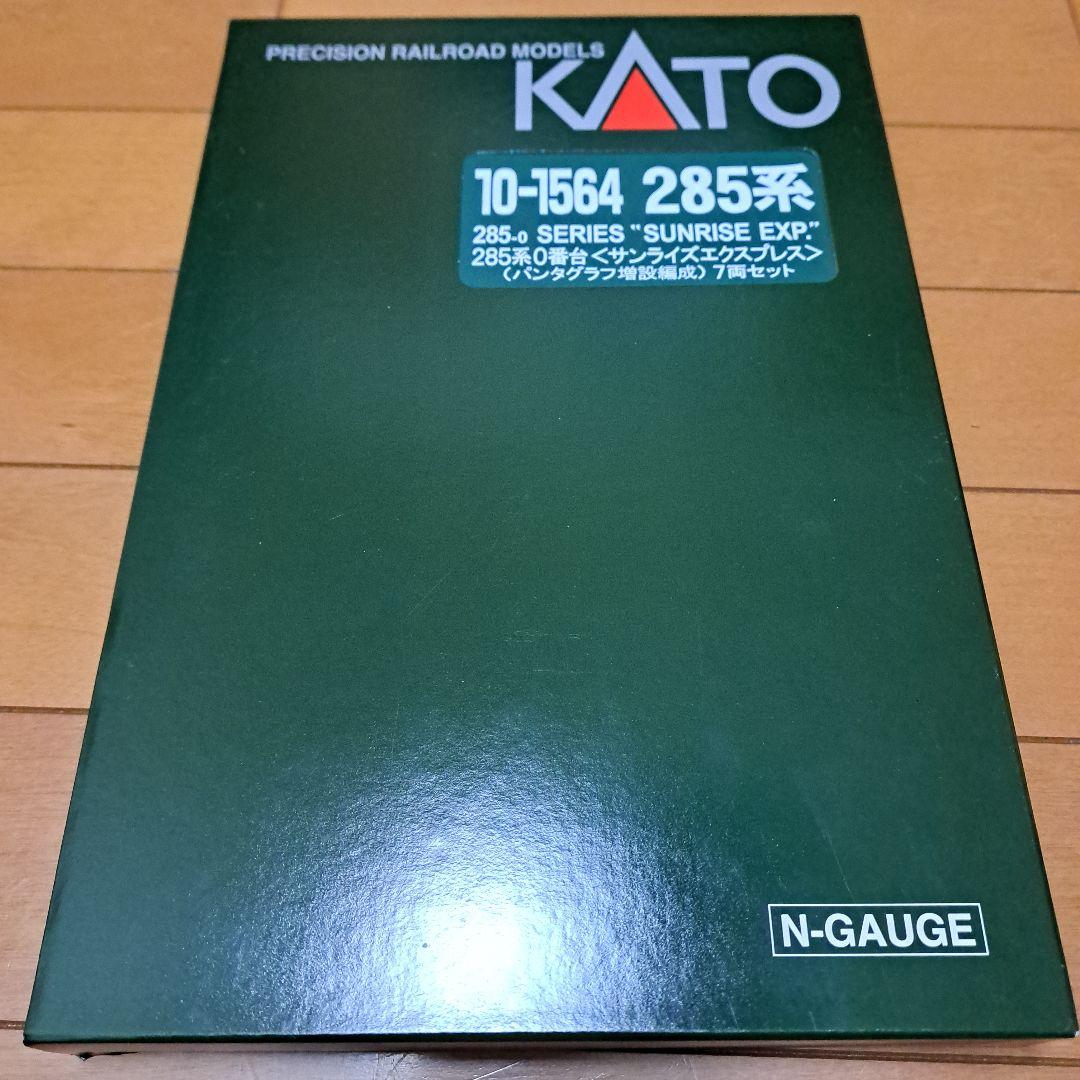 PRECISION RAILROAD MODELS
KATO
10-1564 285系
285-0 SERIES "SUNRISE EXP."
285系0番台<サンライズエクスプレス>
(パンタグラフ増設編成) 7両セット
N-GAUGE